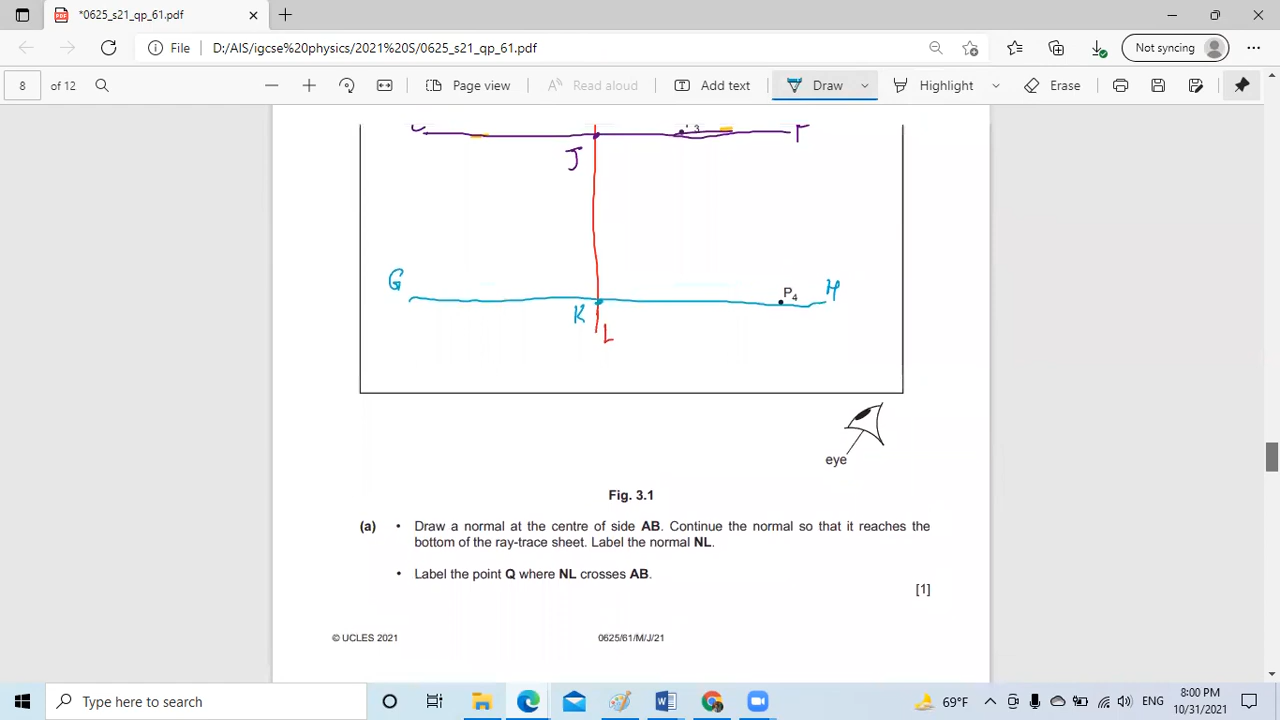 *0625_s21_qp_61.pdf
File D:/AIS/igcse%20physics/2021%20S/0625_s21_qp_61.pdf Not syncing
8 of 12 Page view Read aloud Add text Draw Highlight Erase
3
J
G
P4
H
K
L
eye
Fig. 3.1
(a) • Draw a normal at the centre of side AB. Continue the normal so that it reaches the
bottom of the ray-trace sheet. Label the normal NL.
• Label the point Q where NL crosses AB.
[1]
© UCLES 2021 0625/61/M/J/21
Type here to search 69°F ENG 8:00 PM
10/31/2021